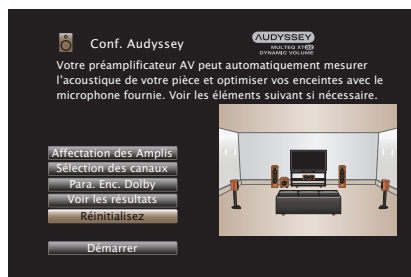 Conf. Audyssey
AUDYSSEY
MULTEQ XT32
DYNAMIC VOLUME
Votre préamplificateur AV peut automatiquement mesurer
l'acoustique de votre pièce et optimiser vos enceintes avec le
microphone fournie. Voir les éléments suivant si nécessaire.
Affectation des Amplis
Sélection des canaux
Para. Enc. Dolby
Voir les résultats
Réinitialisez
Démarrer